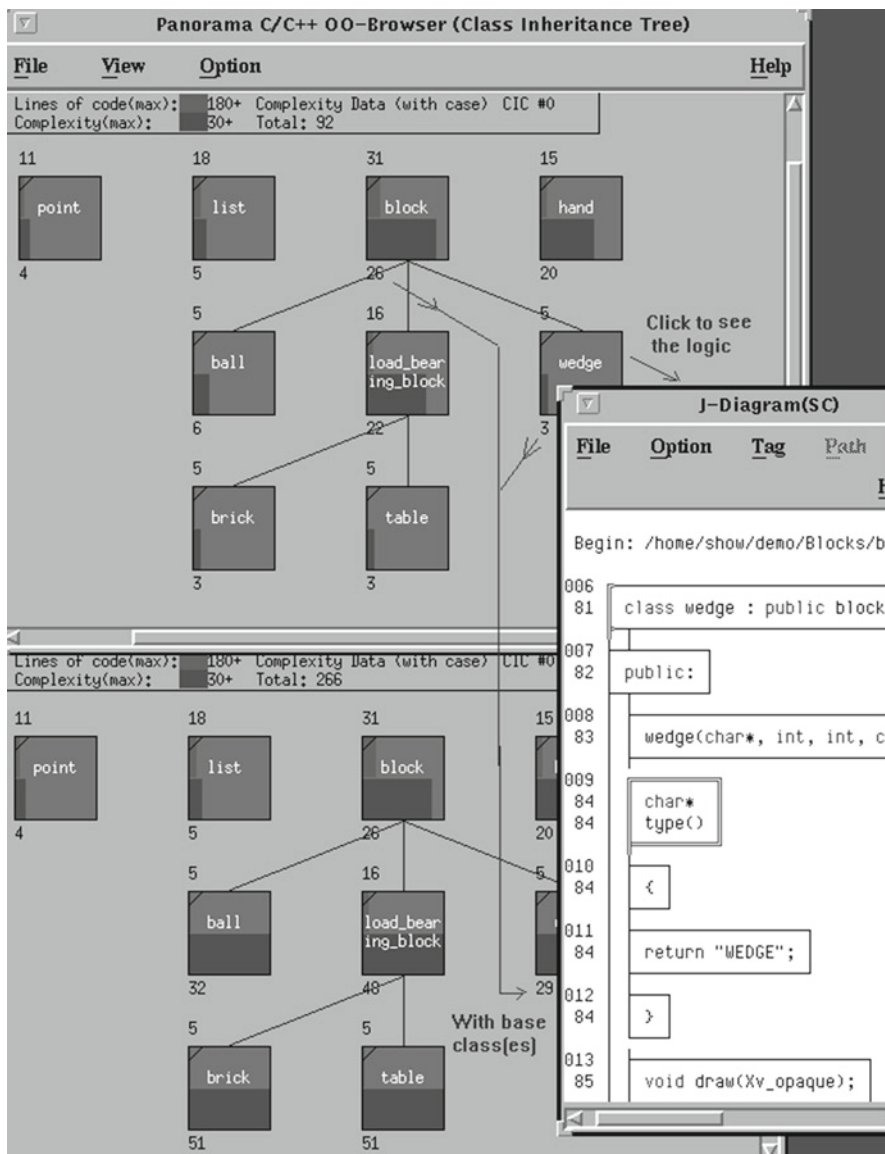 Panorama C/C++ OO-Browser (Class Inheritance Tree)
File View Option Help
Lines of code(max): 180+ Complexity Data (with case) CIC #0
Complexity(max): 30+ Total: 92
11 18 31 15
point list block hand
4 5 26 20
5 16 5
Click to see
the logic
ball load_bear wedge
ing_block
6 22 3
5 5
brick table
3 3
Lines of code(max): 180+ Complexity Data (with case) CIC #0
Complexity(max): 30+ Total: 266
11 18 31 15
point list block
4 5 26 20
5 16 5
ball load_bear
ing_block
32 48 29
With base
class(es)
5 5
brick table
51 51
J-Diagram(SC)
File Option Tag Path
Begin: /home/show/demo/Blocks/b
006
81 class wedge : public block
007
82 public:
008
83 wedge(char*, int, int, c
009
84 char*
84 type()
010
84 {
011
84 return "WEDGE";
012
84 }
013
85 void draw(Xv_opaque);